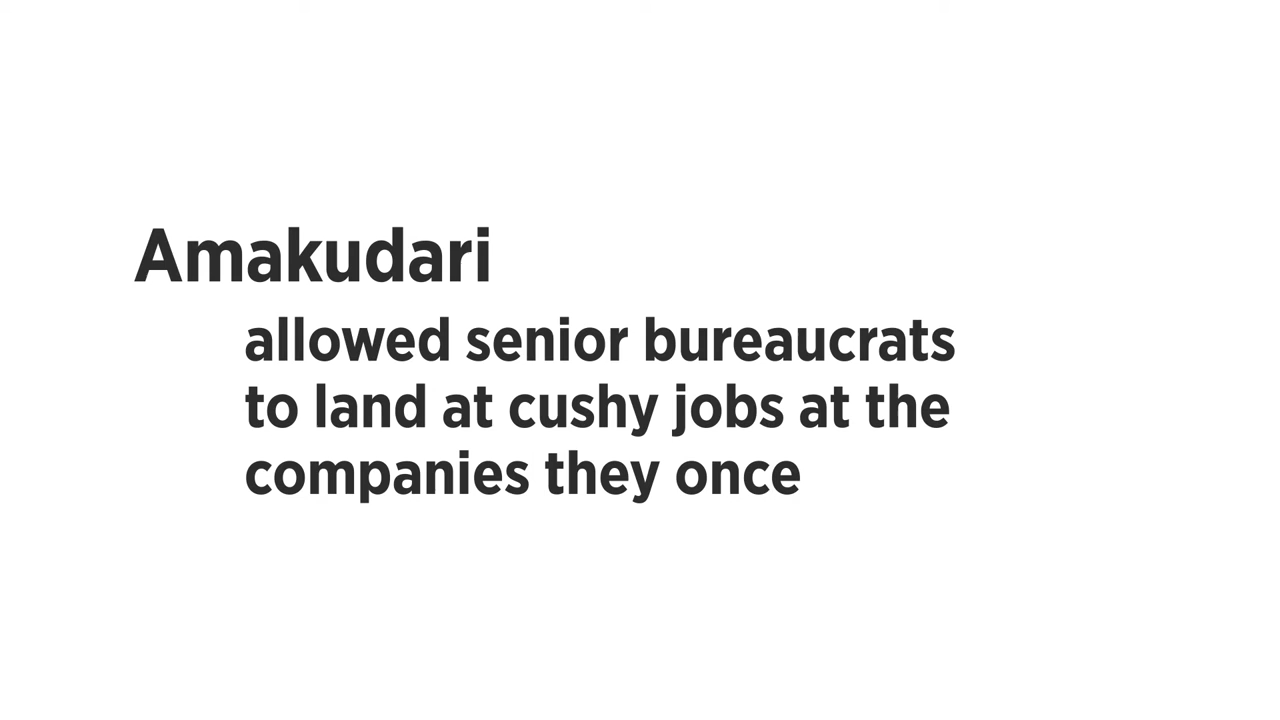 Amakudari
allowed senior bureaucrats
to land at cushy jobs at the
companies they once